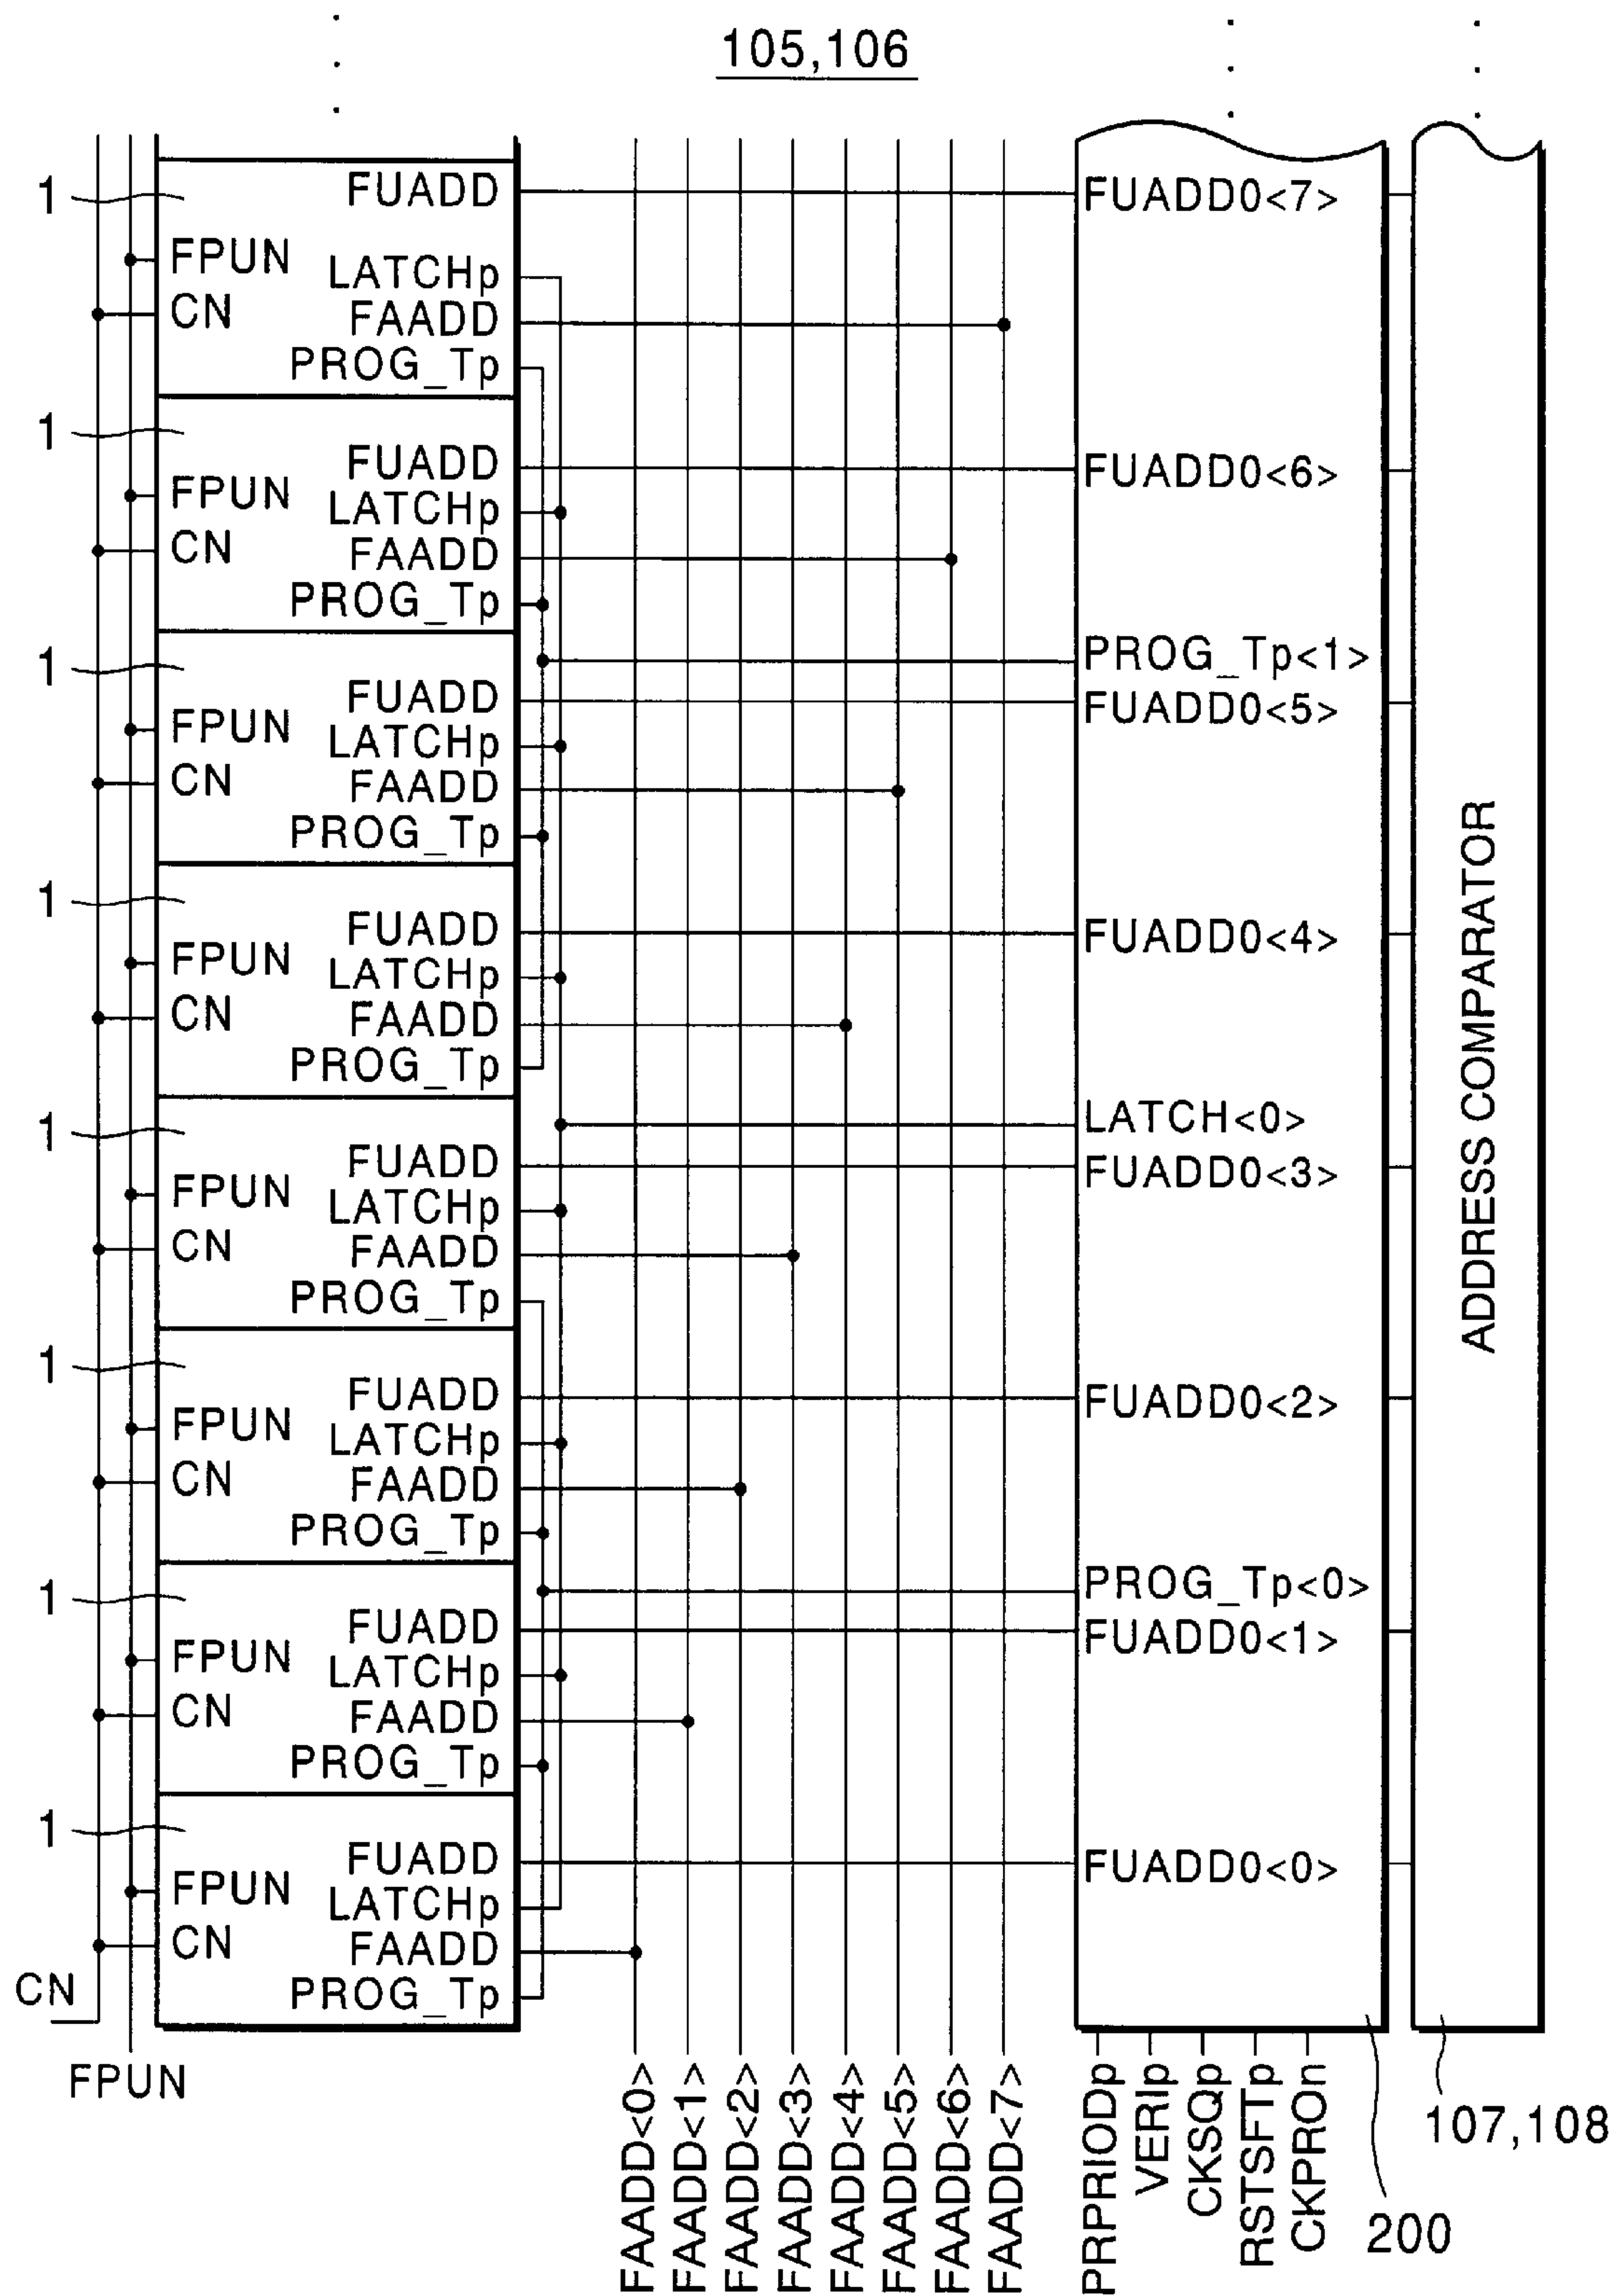 105,106
1
FUADD
FUADD0<7>
FPUN
LATCHp
CN
FAADD
PROG_Tp
1
FUADD
FUADD0<6>
FPUN
LATCHp
CN
FAADD
PROG_Tp
1
PROG_Tp<1>
FUADD
FUADD0<5>
FPUN
LATCHp
CN
FAADD
PROG_Tp
1
FUADD
FUADD0<4>
FPUN
LATCHp
CN
FAADD
PROG_Tp
1
LATCH<0>
FUADD
FUADD0<3>
FPUN
LATCHp
CN
FAADD
PROG_Tp
1
FUADD
FUADD0<2>
FPUN
LATCHp
CN
FAADD
PROG_Tp
1
PROG_Tp<0>
FUADD
FUADD0<1>
FPUN
LATCHp
CN
FAADD
PROG_Tp
1
FUADD
FUADD0<0>
FPUN
LATCHp
CN
FAADD
PROG_Tp
ADDRESS COMPARATOR
CN
FPUN
FAADD<0>
FAADD<1>
FAADD<2>
FAADD<3>
FAADD<4>
FAADD<5>
FAADD<6>
FAADD<7>
PRPRIODp
VERIp
CKSQp
RSTSFTp
CKPROn
200
107,108